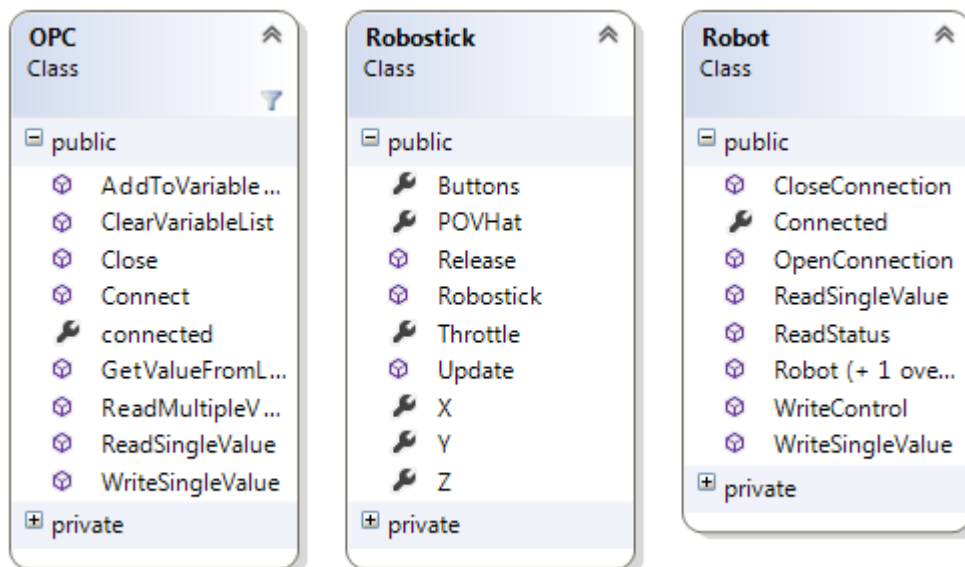 OPC
Class
public
AddToVariable...
ClearVariableList
Close
Connect
connected
GetValueFromL...
ReadMultipleV...
ReadSingleValue
WriteSingleValue
private
Robostick
Class
public
Buttons
POVHat
Release
Robostick
Throttle
Update
X
Y
Z
private
Robot
Class
public
CloseConnection
Connected
OpenConnection
ReadSingleValue
ReadStatus
Robot (+ 1 ove...
WriteControl
WriteSingleValue
private